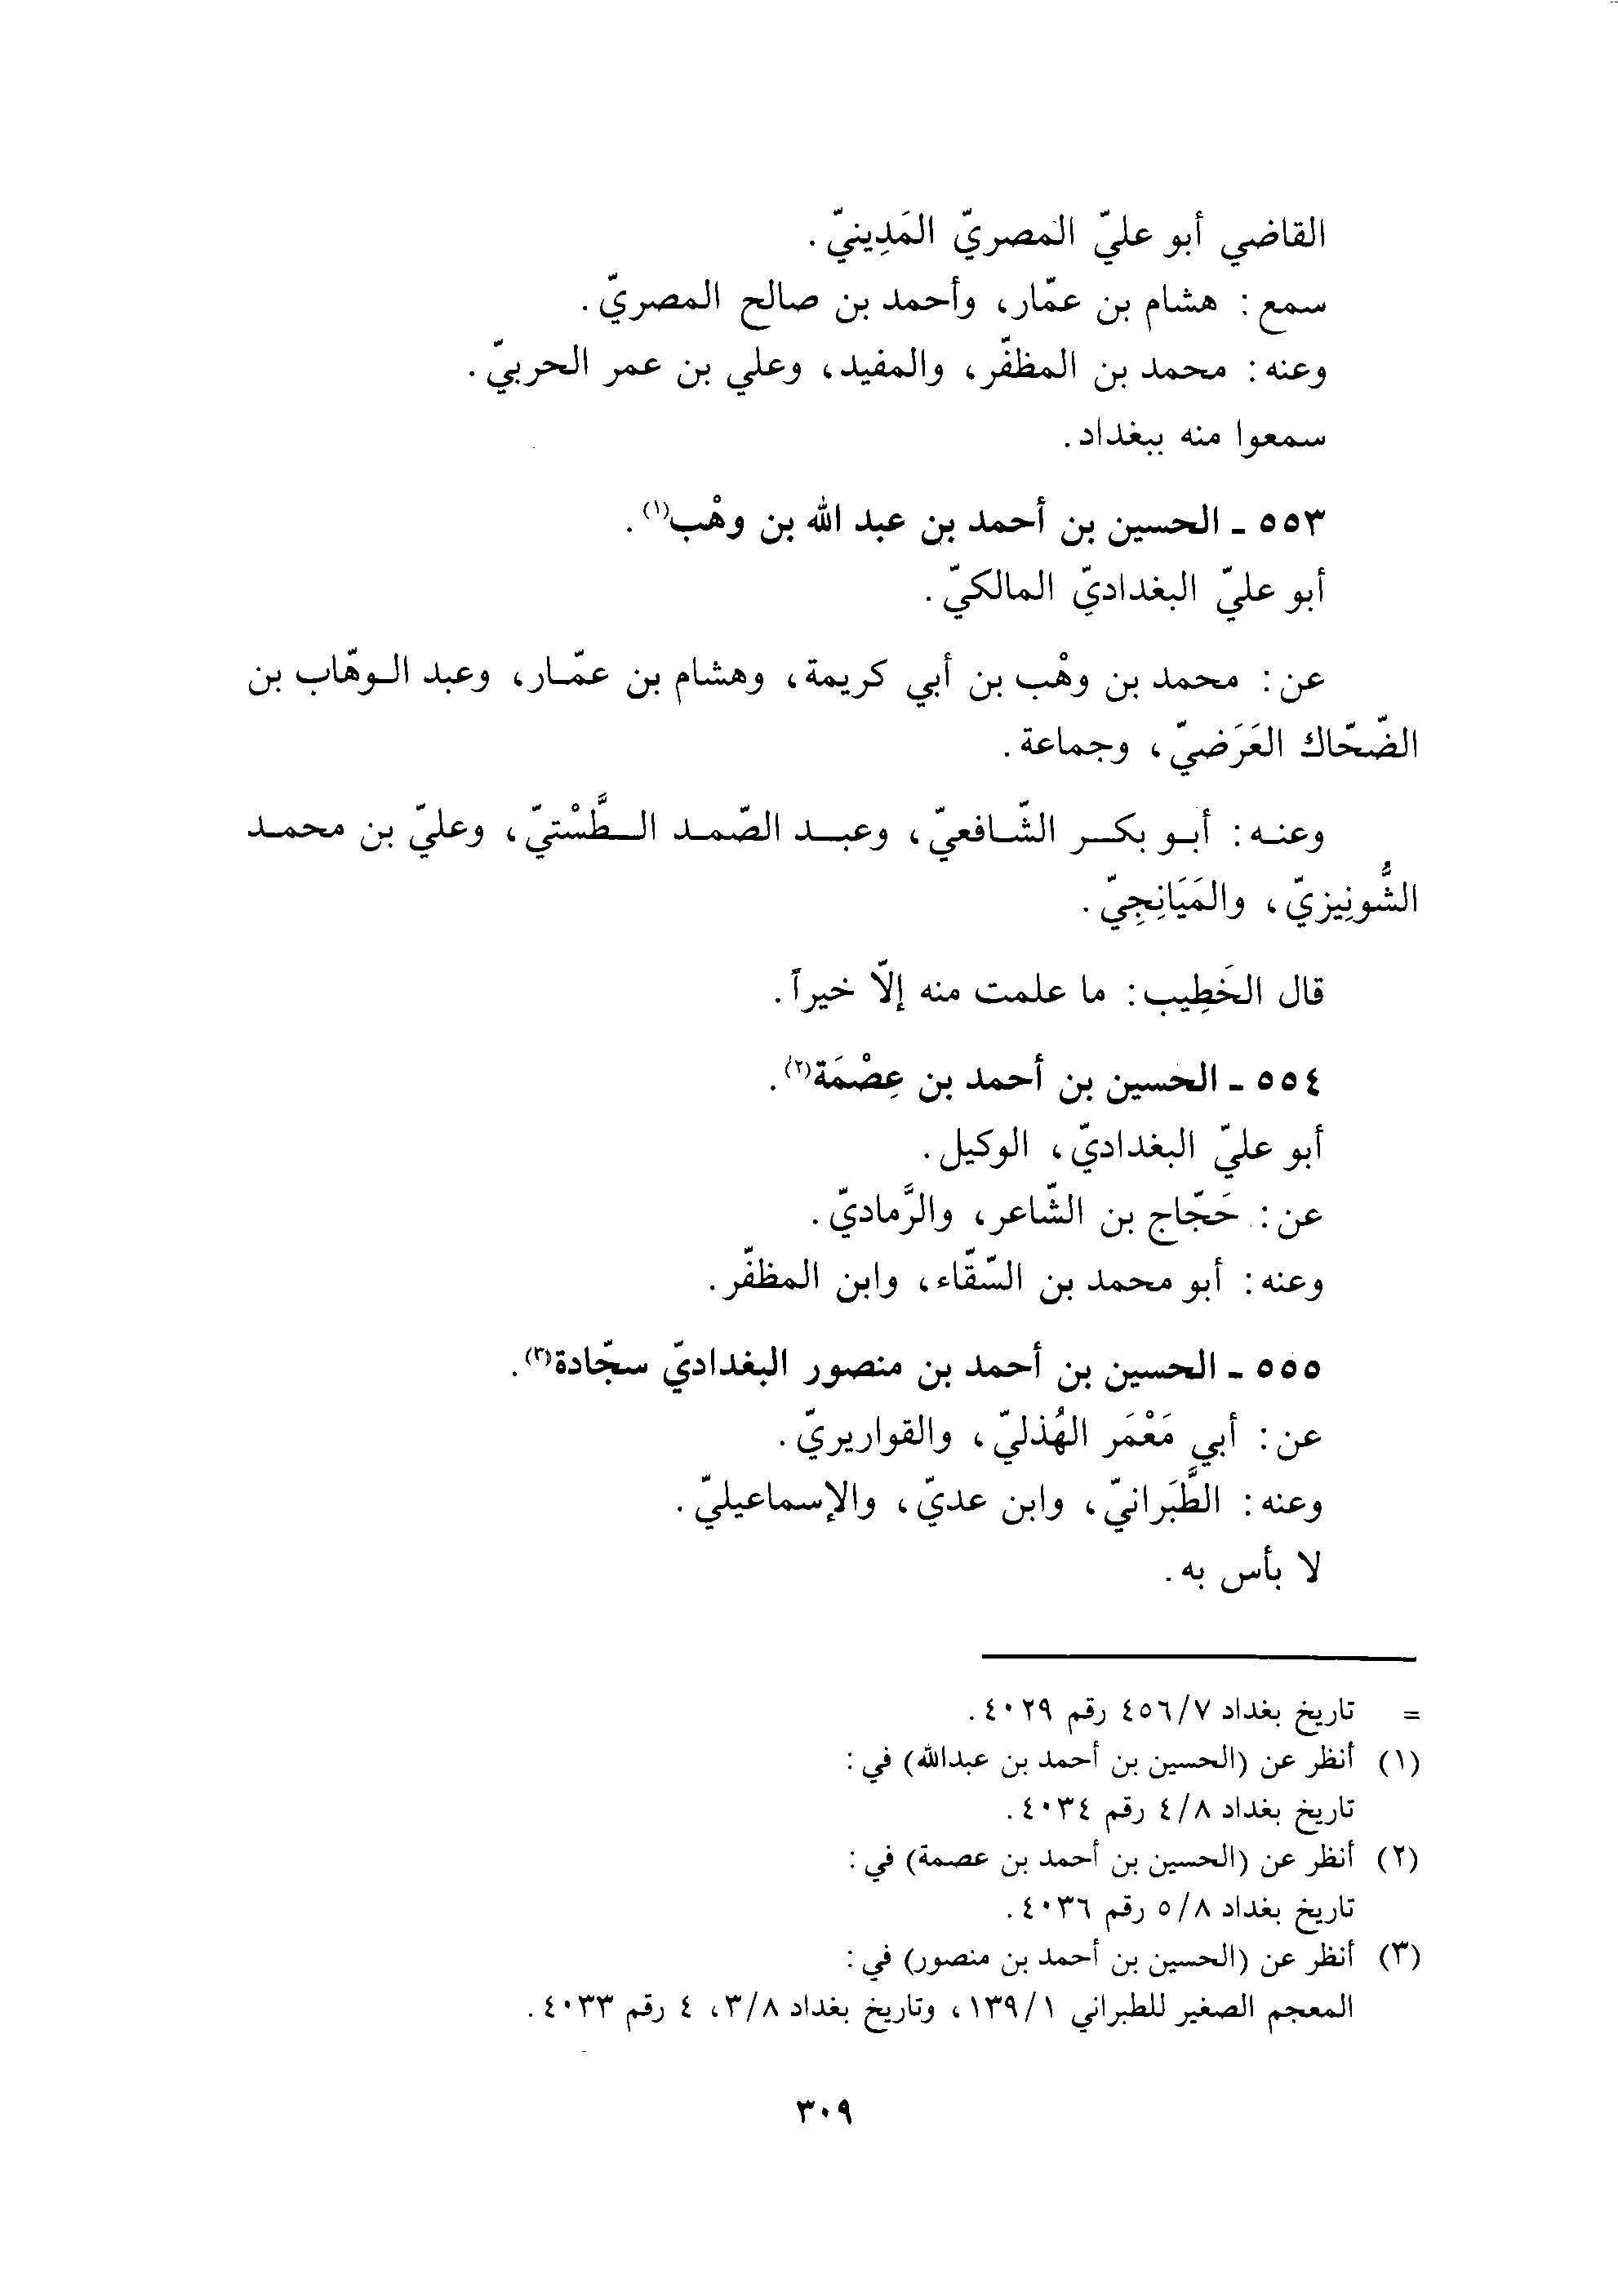 القاضي أبو عليّ المصريّ المَدِينيّ.
سمع: هشام بن عمّار، وأحمد بن صالح المصريّ.
وعنه: محمد بن المظفّر، والمفيد، وعلي بن عمر الحربيّ.
سمعوا منه ببغداد.
٥٥٣ ـ الحسين بن أحمد بن عبد الله بن وهْب(١).
أبو عليّ البغداديّ المالكيّ.
عن: محمد بن وهْب بن أبي كريمة، وهشام بن عمّار، وعبد الوهّاب بن
الضّحّاك العَرَضيّ، وجماعة.
وعنه: أبو بكر الشّافعيّ، وعبد الصّمد الطَّسْتيّ، وعليّ بن محمد
الشُّونِيزيّ، والمَيَانِجِيّ.
قال الخَطِيب: ما علمت منه إلّا خيراً.
٥٥٤ ـ الحسين بن أحمد بن عِصْمَة(٢).
أبو عليّ البغداديّ، الوكيل.
عن: حَجّاج بن الشّاعر، والرَّماديّ.
وعنه: أبو محمد بن السّقّاء، وابن المظفّر.
٥٥٥ ـ الحسين بن أحمد بن منصور البغداديّ سجّادة(٣).
عن: أبي مَعْمَر الهُذليّ، والقواريريّ.
وعنه: الطَّبَرانيّ، وابن عديّ، والإسماعيليّ.
لا بأس به.
= تاريخ بغداد ٤٥٦/٧ رقم ٤٠٢٩.
(١) أنظر عن (الحسين بن أحمد بن عبدالله) في:
تاريخ بغداد ٤/٨ رقم ٤٠٣٤.
(٢) أنظر عن (الحسين بن أحمد بن عصمة) في:
تاريخ بغداد ٥/٨ رقم ٤٠٣٦.
(٣) أنظر عن (الحسين بن أحمد بن منصور) في:
المعجم الصغير للطبراني ١٣٩/١، وتاريخ بغداد ٣/٨، ٤ رقم ٤٠٣٣.
٣٠٩